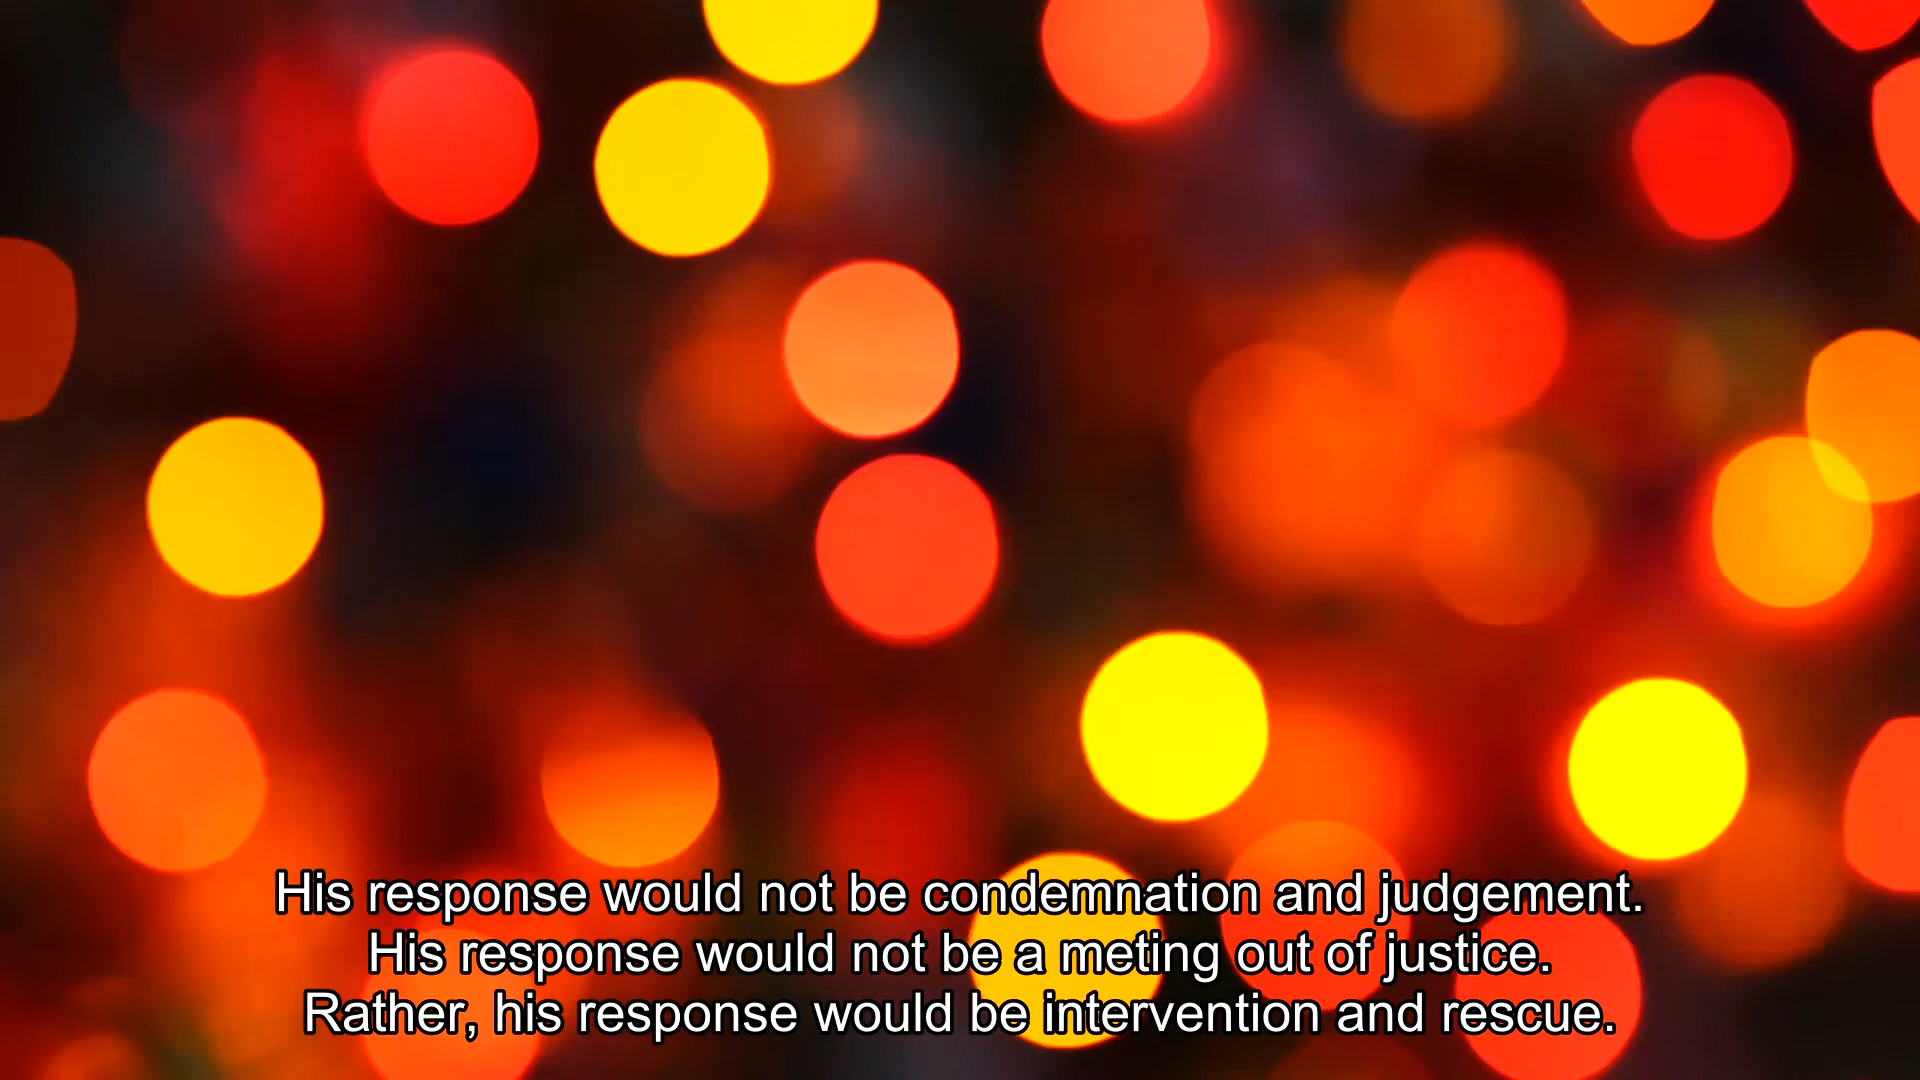 His response would not be condemnation and judgement.
His response would not be a meting out of justice.
Rather, his response would be intervention and rescue.